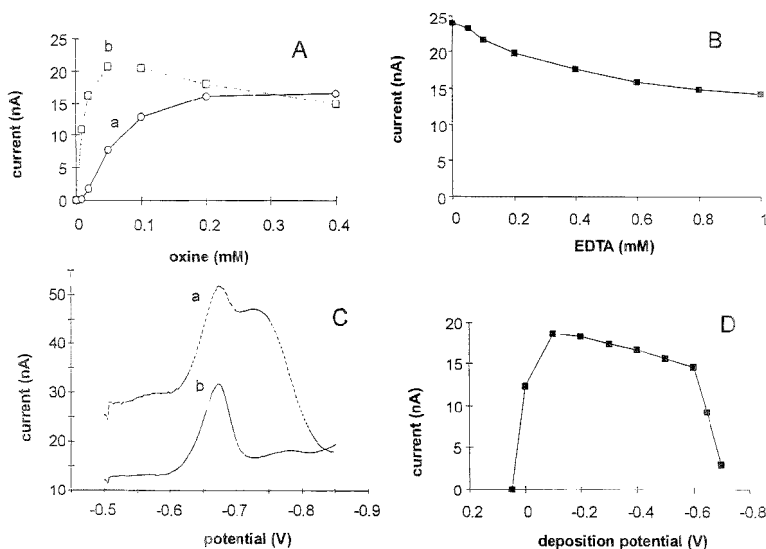 A
current (nA)
25
20
15
10
5
0
b
a
0
0.1
0.2
0.3
0.4
oxine (mM)
B
current (nA)
25
20
15
10
5
0
0
0.2
0.4
0.6
0.8
1
EDTA (mM)
C
current (nA)
50
40
30
20
10
a
b
-0.5
-0.6
-0.7
-0.8
-0.9
potential (V)
D
current (nA)
20
15
10
5
0
0.2
0
-0.2
-0.4
-0.6
-0.8
deposition potential (V)